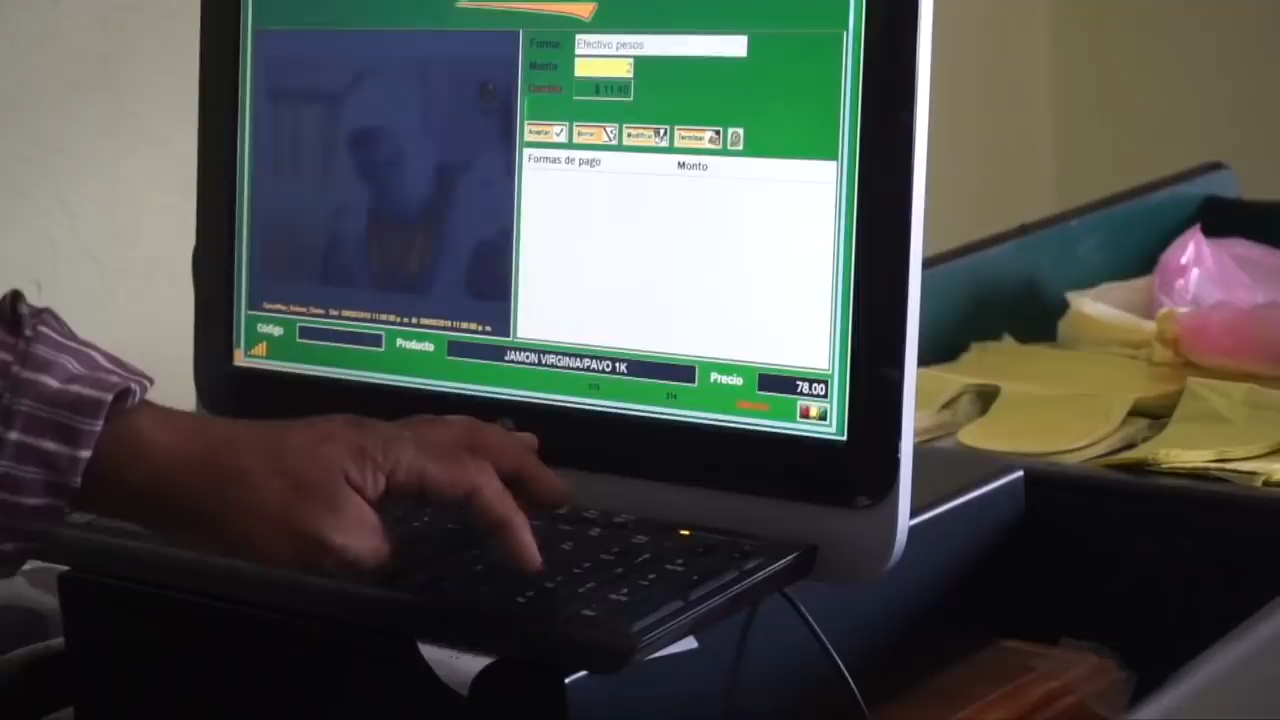 Forma: Efectivo pesos
Monto 2
Cambio $ 11.40
Aceptar Borrar Modificar Terminar
Formas de pago Monto
Código Producto JAMON VIRGINIA/PAVO 1K Precio 78.00